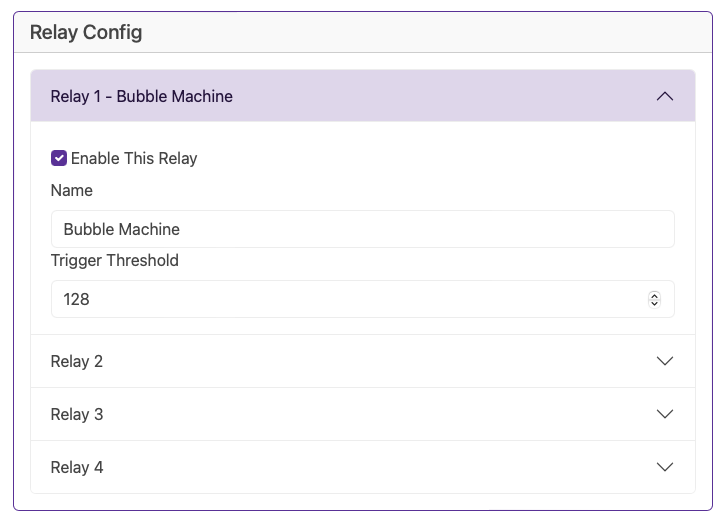 Relay Config
Relay 1 - Bubble Machine
Enable This Relay
Name
Bubble Machine
Trigger Threshold
128
Relay 2
Relay 3
Relay 4